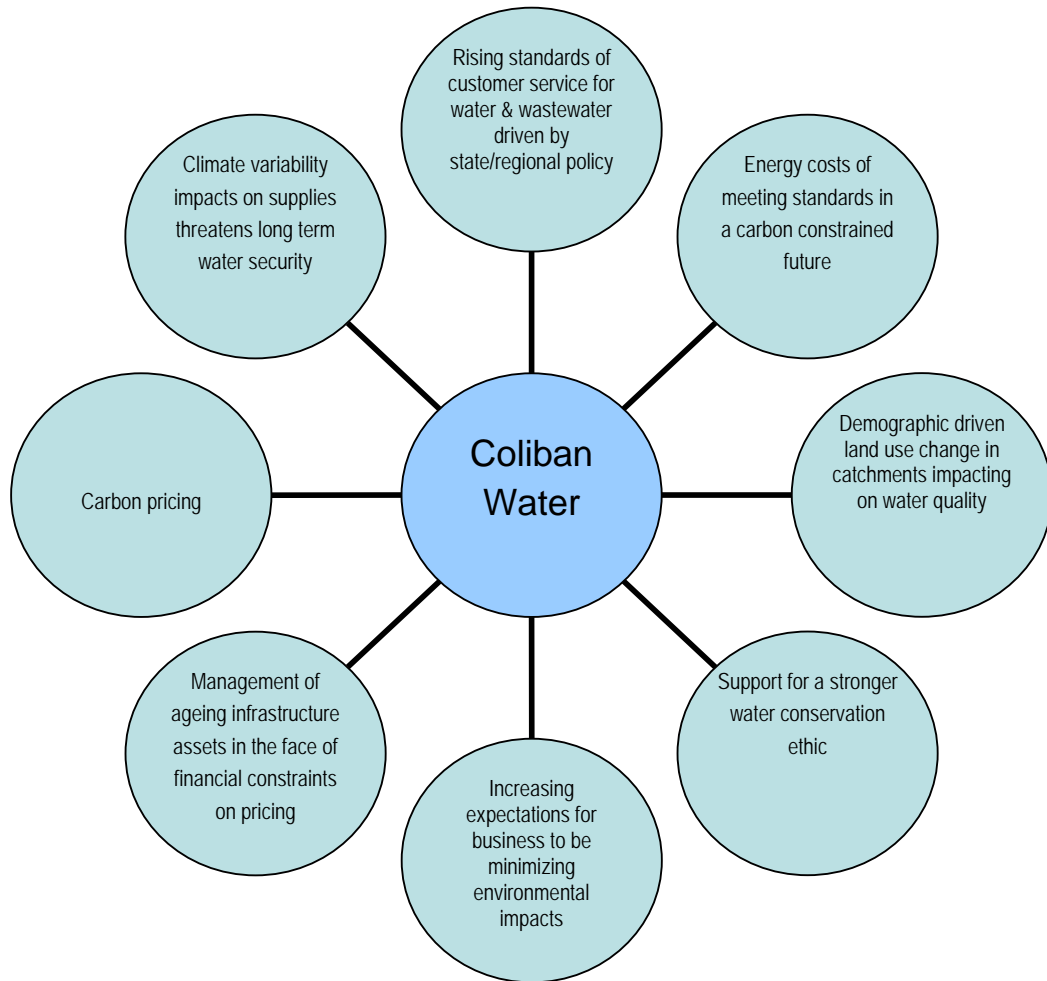 Rising standards of
customer service for
water & wastewater
driven by
state/regional policy
Climate variability
impacts on supplies
threatens long term
water security
Energy costs of
meeting standards in
a carbon constrained
future
Carbon pricing
Coliban
Water
Demographic driven
land use change in
catchments impacting
on water quality
Management of
ageing infrastructure
assets in the face of
financial constraints
on pricing
Support for a stronger
water conservation
ethic
Increasing
expectations for
business to be
minimizing
environmental
impacts